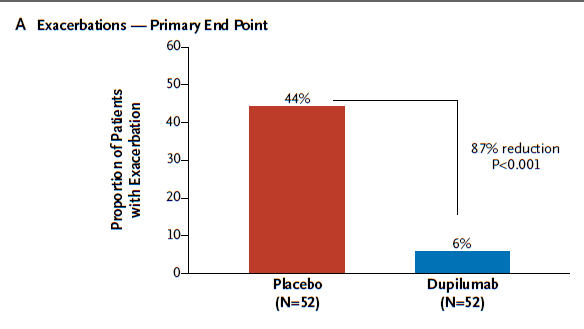 A Exacerbations — Primary End Point
60
50
40
30
20
10
0
Proportion of Patients
with Exacerbation
44%
87% reduction
P<0.001
6%
Placebo
(N=52)
Dupilumab
(N=52)